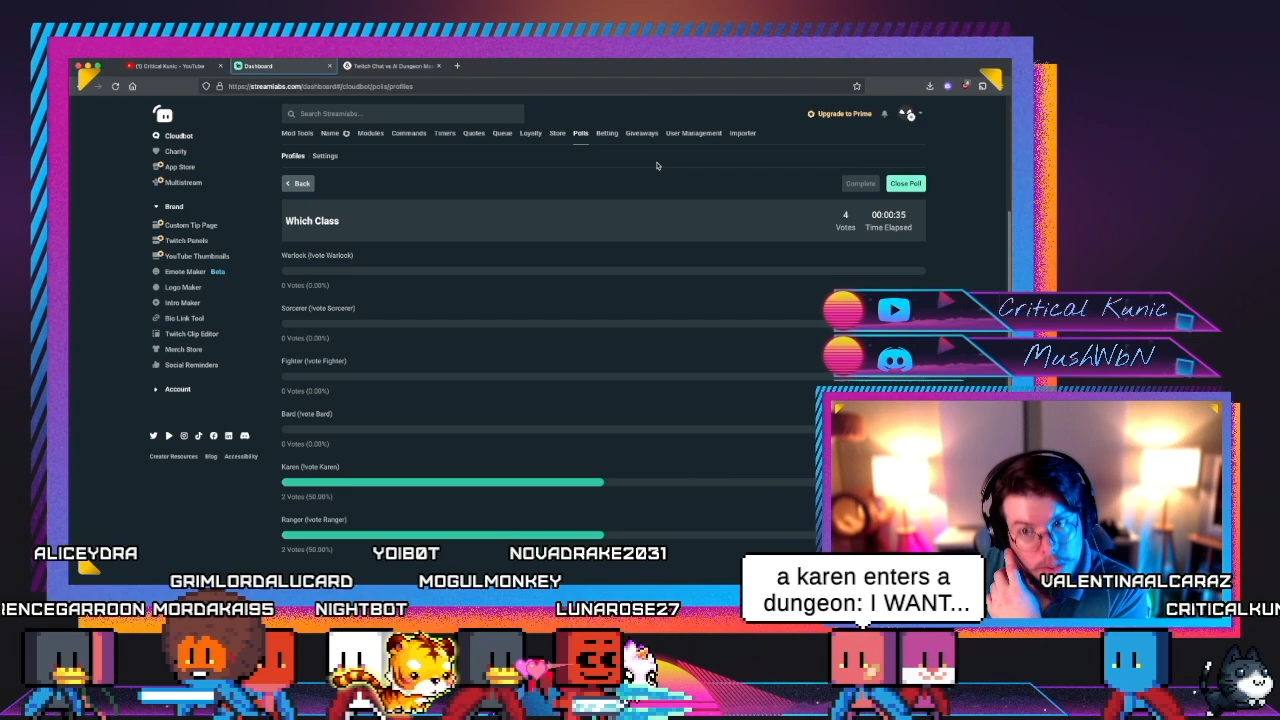 (1) Critical Kunic - YouTube
Dashboard
Twitch Chat vs AI Dungeon Ma
https://streamlabs.com/dashboard#/cloudbot/polls/profiles
Search Streamlabs...
Upgrade to Prime
Cloudbot
Charity
App Store
Multistream
Brand
Custom Tip Page
Twitch Panels
YouTube Thumbnails
Emote Maker Beta
Logo Maker
Intro Maker
Bio Link Tool
Twitch Clip Editor
Merch Store
Social Reminders
Account
Creator Resources Blog Accessibility
Mod Tools Name Modules Commands Timers Quotes Queue Loyalty Store Polls Betting Giveaways User Management Importer
Profiles Settings
Back
Complete Close Poll
Which Class
4 00:00:35
Votes Time Elapsed
Warlock (!vote Warlock)
0 Votes (0.00%)
Sorcerer (!vote Sorcerer)
0 Votes (0.00%)
Fighter (!vote Fighter)
0 Votes (0.00%)
Bard (!vote Bard)
0 Votes (0.00%)
Karen (!vote Karen)
2 Votes (50.00%)
Ranger (!vote Ranger)
2 Votes (50.00%)
Critical Kunic
MushWbN
ALICEYDRA
YOIBOT
NOVADRAKE2031
GRIMLORDALUCARD
MOGULMONKEY
a karen enters a
dungeon: I WANT...
VALENTINAALCARAZ
IENCEGARROON
MORDAKAI95
NIGHTBOT
LUNAROSE27
CRITICALKUN